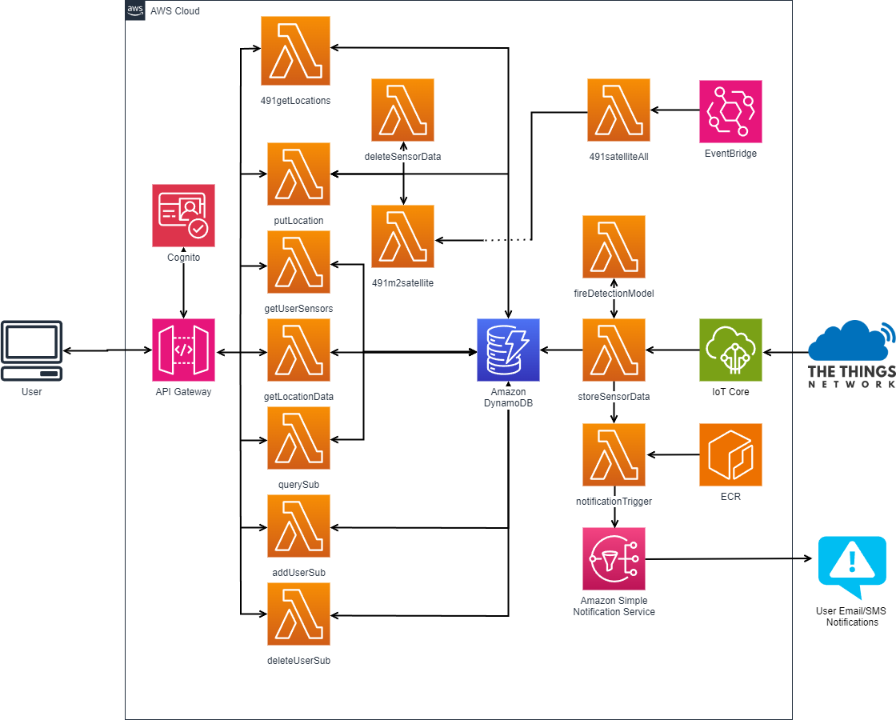 aws
AWS Cloud
491getLocations
deleteSensorData
491satelliteAll
EventBridge
putLocation
Cognito
491m2satellite
getUserSensors
fireDetectionModel
User
API Gateway
getLocationData
Amazon
DynamoDB
storeSensorData
IoT Core
THE THINGS
NETWORK
querySub
notificationTrigger
ECR
addUserSub
Amazon Simple
Notification Service
User Email/SMS
Notifications
deleteUserSub